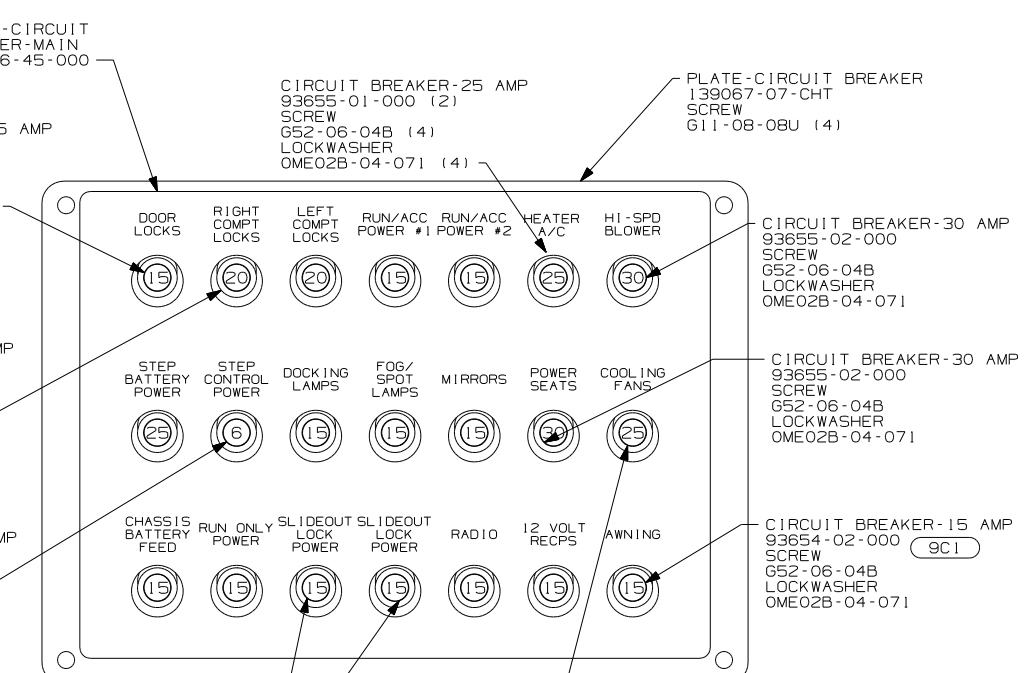 -CIRCUIT
ER-MAIN
6-45-000
5 AMP
CIRCUIT BREAKER-25 AMP
93655-01-000 (2)
SCREW
G52-06-04B (4)
LOCKWASHER
OME02B-04-071 (4)
PLATE-CIRCUIT BREAKER
139067-07-CHT
SCREW
G11-08-08U (4)
DOOR
LOCKS
RIGHT
COMPT
LOCKS
LEFT
COMPT
LOCKS
RUN/ACC
POWER #1
RUN/ACC
POWER #2
HEATER
A/C
HI-SPD
BLOWER
15
20
20
15
15
25
30
CIRCUIT BREAKER-30 AMP
93655-02-000
SCREW
G52-06-04B
LOCKWASHER
OME02B-04-071
MP
STEP
BATTERY
POWER
STEP
CONTROL
POWER
DOCKING
LAMPS
FOG/
SPOT
LAMPS
MIRRORS
POWER
SEATS
COOLING
FANS
25
6
15
15
15
30
25
CIRCUIT BREAKER-30 AMP
93655-02-000
SCREW
G52-06-04B
LOCKWASHER
OME02B-04-071
MP
CHASSIS
BATTERY
FEED
RUN ONLY
POWER
SLIDEOUT
LOCK
POWER
SLIDEOUT
LOCK
POWER
RADIO
12 VOLT
RECPS
AWNING
15
15
15
15
15
15
15
CIRCUIT BREAKER-15 AMP
93654-02-000
9C1
SCREW
G52-06-04B
LOCKWASHER
OME02B-04-071